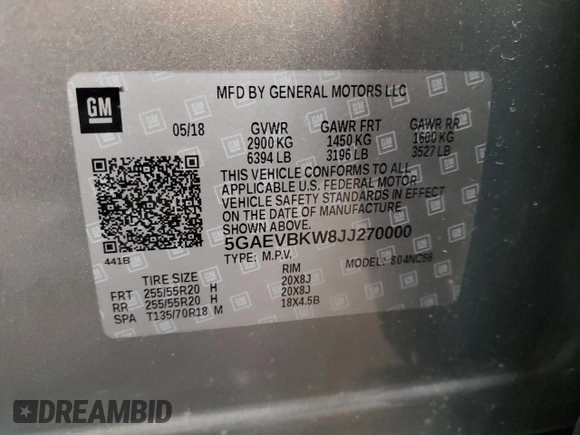 GM
MFD BY GENERAL MOTORS LLC
05/18 GVWR GAWR FRT GAWR RR
2900 KG 1450 KG 1600 KG
6394 LB 3196 LB 3527 LB
THIS VEHICLE CONFORMS TO ALL
APPLICABLE U.S. FEDERAL MOTOR
VEHICLE SAFETY STANDARDS IN EFFECT
ON THE DATE OF MANUFACTURE
SHOWN ABOVE.
5GAEVBKW8JJ270000
441B TYPE: M.P.V. MODEL: S04NC56
TIRE SIZE RIM
FRT 255/55R20 H 20X8J
RR 255/55R20 H 20X8J
SPA T135/70R18 M 18X4.5B
DREAMBID